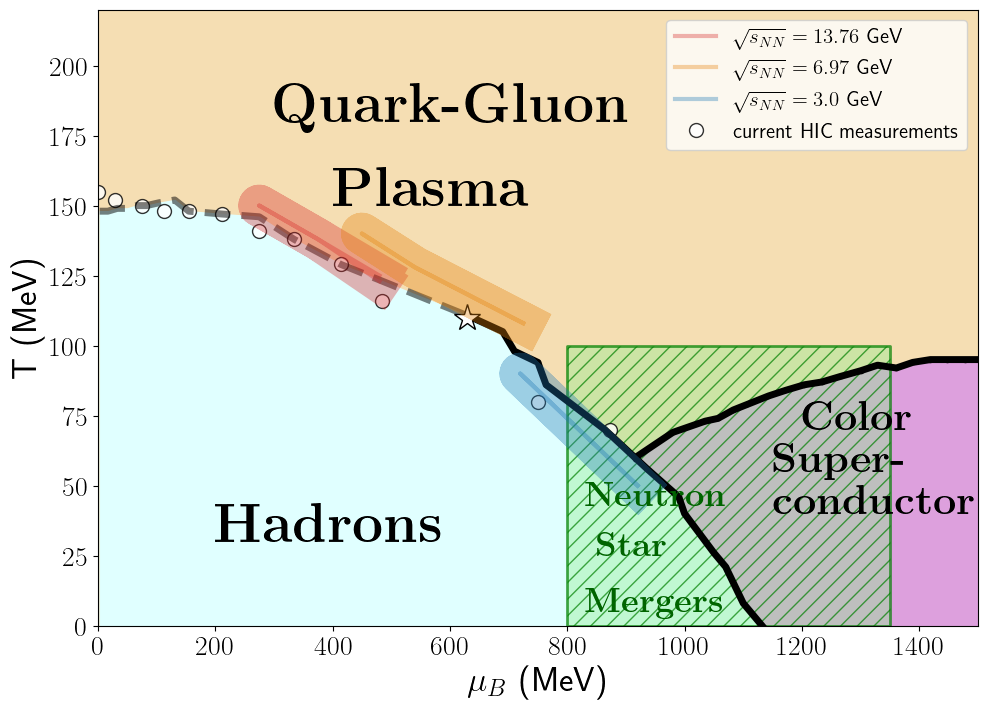 √s_NN = 13.76 GeV
√s_NN = 6.97 GeV
√s_NN = 3.0 GeV
current HIC measurements
Quark-Gluon
Plasma
Hadrons
Color
Super-
conductor
Neutron
Star
Mergers
T (MeV)
200
175
150
125
100
75
50
25
0
0 200 400 600 800 1000 1200 1400
μ_B (MeV)